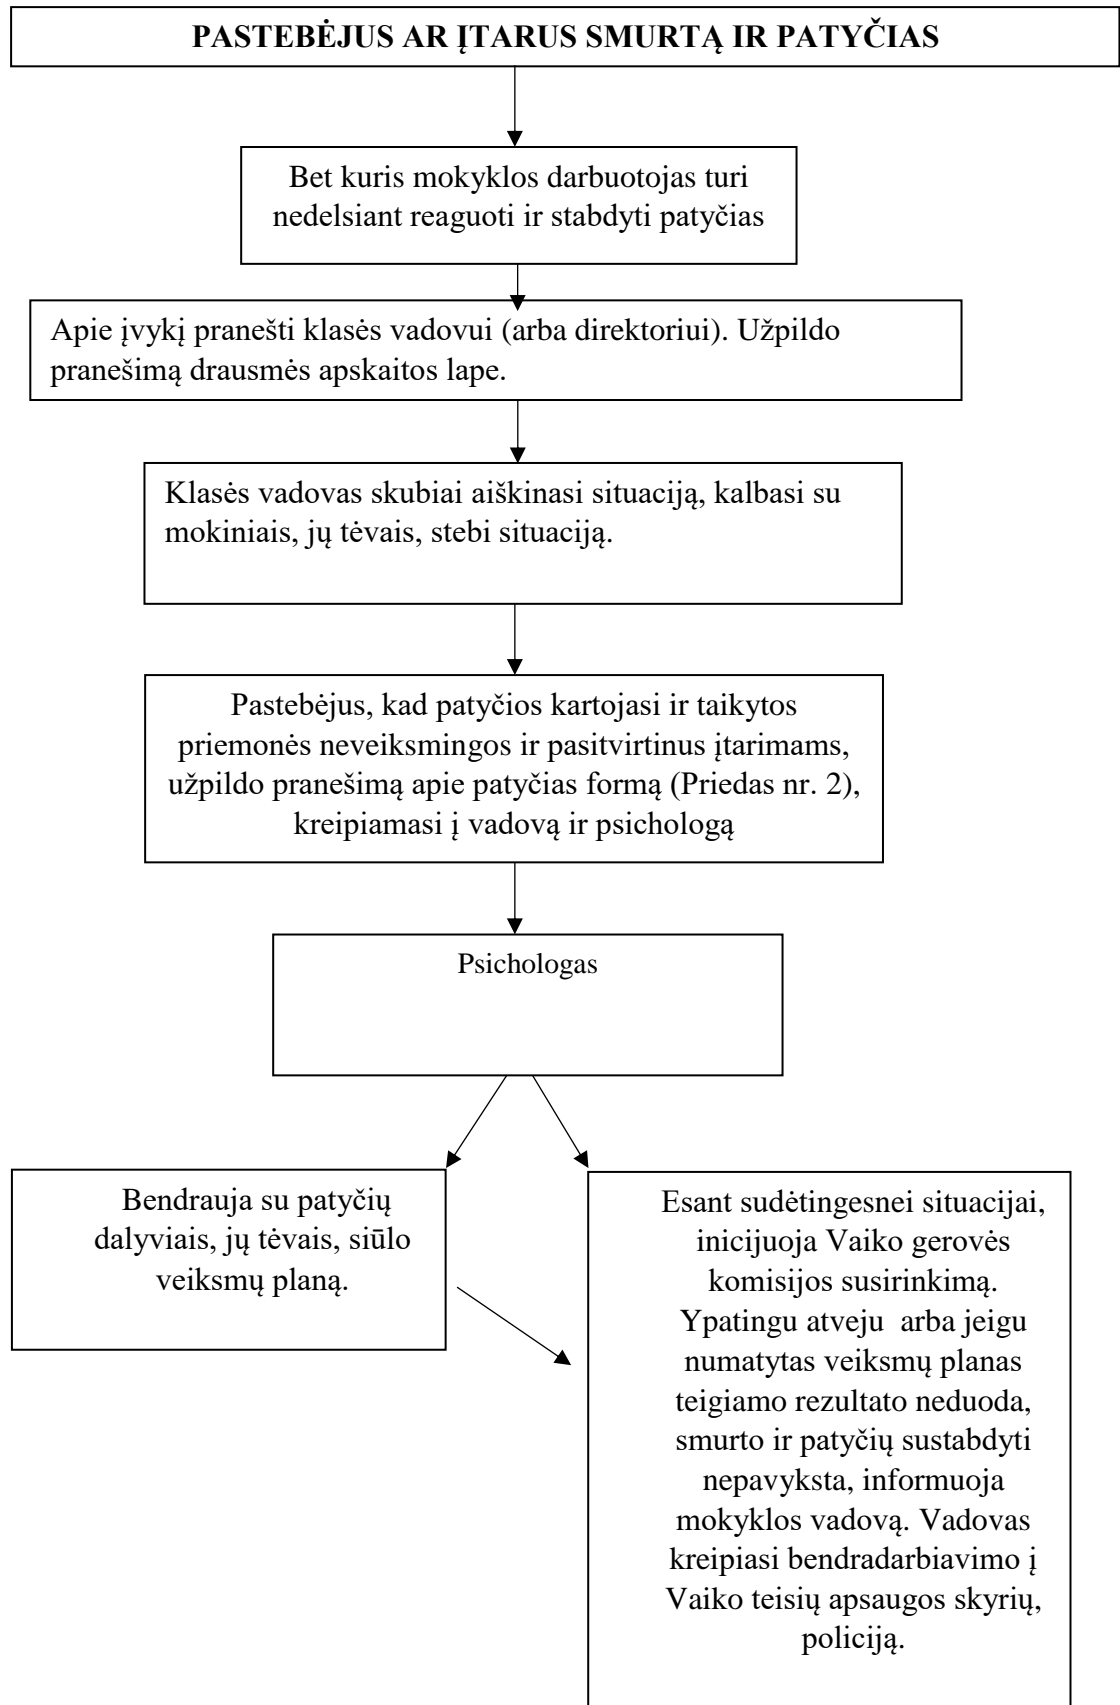 PASTEBĖJUS AR ĮTARUS SMURTĄ IR PATYČIAS
Bet kuris mokyklos darbuotojas turi
nedelsiant reaguoti ir stabdyti patyčias
Apie įvykį pranešti klasės vadovui (arba direktoriui). Užpildo
pranešimą drausmės apskaitos lape.
Klasės vadovas skubiai aiškinasi situaciją, kalbasi su
mokiniais, jų tėvais, stebi situaciją.
Pastebėjus, kad patyčios kartojasi ir taikytos
priemonės neveiksmingos ir pasitvirtinus įtarimams,
užpildo pranešimą apie patyčias formą (Priedas nr. 2),
kreipiamasi į vadovą ir psichologą
Psichologas
Bendrauja su patyčių
dalyviais, jų tėvais, siūlo
veiksmų planą.
Esant sudėtingesnei situacijai,
inicijuoja Vaiko gerovės
komisijos susirinkimą.
Ypatingu atveju  arba jeigu
numatytas veiksmų planas
teigiamo rezultato neduoda,
smurto ir patyčių sustabdyti
nepavyksta, informuoja
mokyklos vadovą. Vadovas
kreipiasi bendradarbiavimo į
Vaiko teisių apsaugos skyrių,
policiją.